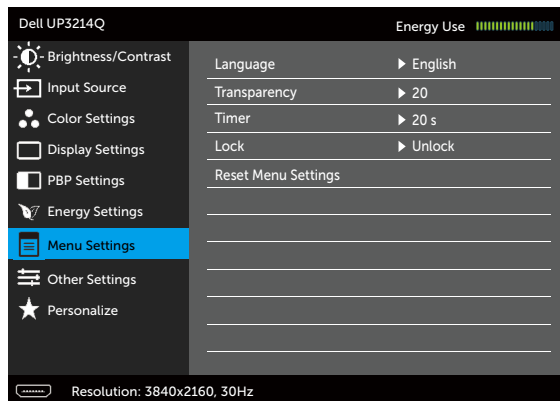 Dell UP3214Q
Energy Use
Brightness/Contrast
Input Source
Color Settings
Display Settings
PBP Settings
Energy Settings
Menu Settings
Other Settings
Personalize
Language English
Transparency 20
Timer 20 s
Lock Unlock
Reset Menu Settings
Resolution: 3840x2160, 30Hz